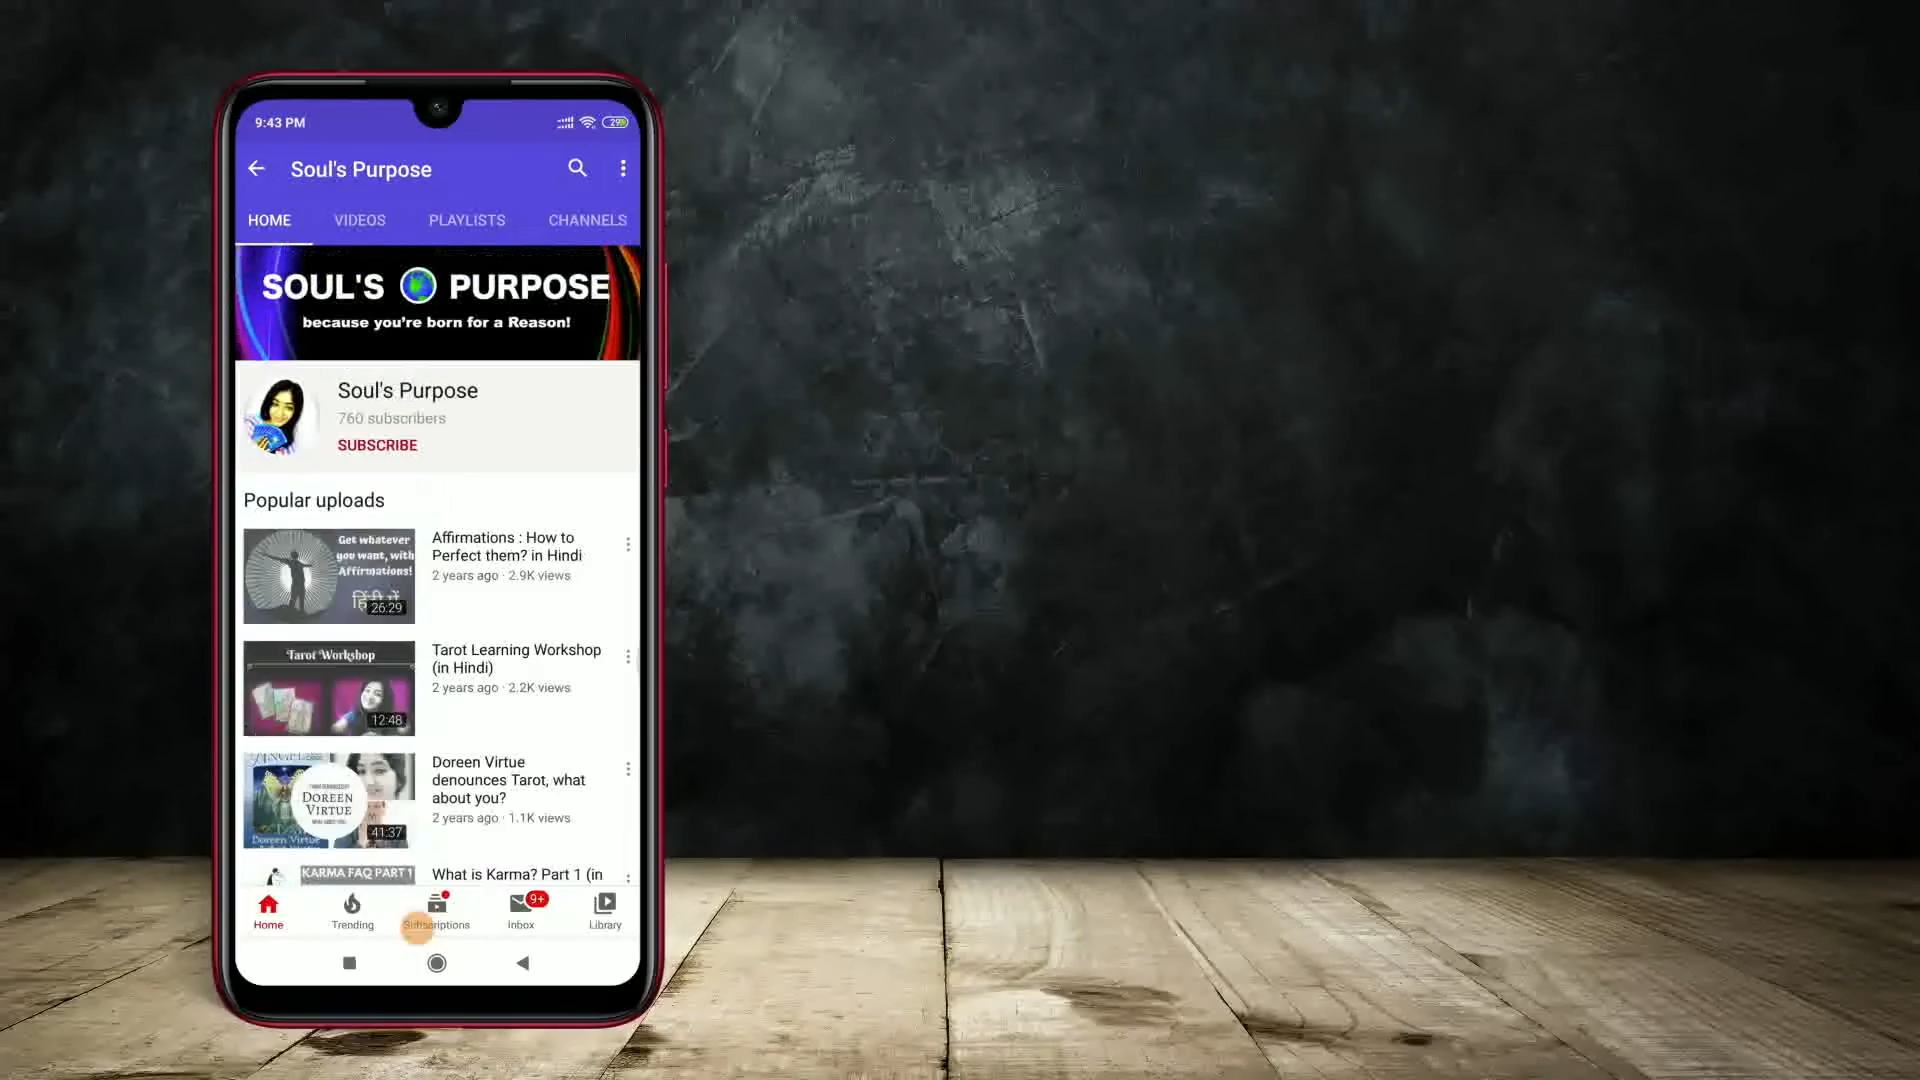 9:43 PM
29
Soul's Purpose
HOME VIDEOS PLAYLISTS CHANNELS
SOUL'S PURPOSE
because you're born for a Reason!
Soul's Purpose
760 subscribers
SUBSCRIBE
Popular uploads
Get whatever
you want, with
Affirmations!
हिंदी में
26:29
Affirmations : How to
Perfect them? in Hindi
2 years ago · 2.9K views
Tarot Workshop
12:48
Tarot Learning Workshop
(in Hindi)
2 years ago · 2.2K views
DOREEN
VIRTUE
Doreen Virtue
41:37
Doreen Virtue
denounces Tarot, what
about you?
2 years ago · 1.1K views
KARMA FAQ PART 1
What is Karma? Part 1 (in
9+
Home Trending Subscriptions Inbox Library